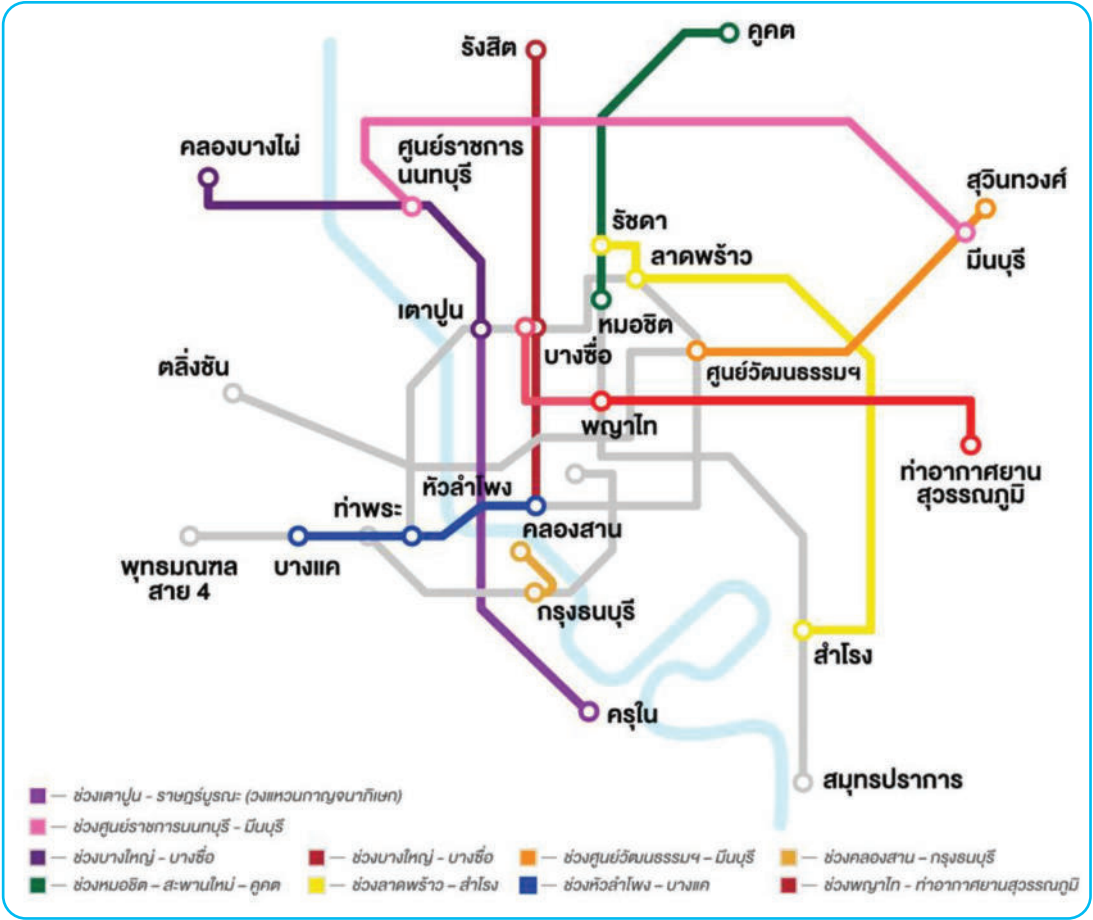 คูคต
รังสิต
คลองบางไผ่
ศูนย์ราชการ
นนทบุรี
สุวินทวงศ์
รัชดา
ลาดพร้าว
มีนบุรี
เตาปูน
หมอชิต
บางซื่อ
ตลิ่งชัน
ศูนย์วัฒนธรรมฯ
พญาไท
ท่าอากาศยาน
สุวรรณภูมิ
หัวลำโพง
ท่าพระ
คลองสาน
พุทธมณฑล
สาย 4
บางแค
กรุงธนบุรี
สำโรง
ครุใน
สมุทรปราการ
ช่วงเตาปูน - ราษฎร์บูรณะ (วงแหวนกาญจนาภิเษก)
ช่วงศูนย์ราชการนนทบุรี - มีนบุรี
ช่วงบางใหญ่ - บางซื่อ
ช่วงบางใหญ่ - บางซื่อ
ช่วงศูนย์วัฒนธรรมฯ - มีนบุรี
ช่วงคลองสาน - กรุงธนบุรี
ช่วงหมอชิต - สะพานใหม่ - คูคต
ช่วงลาดพร้าว - สำโรง
ช่วงหัวลำโพง - บางแค
ช่วงพญาไท - ท่าอากาศยานสุวรรณภูมิ